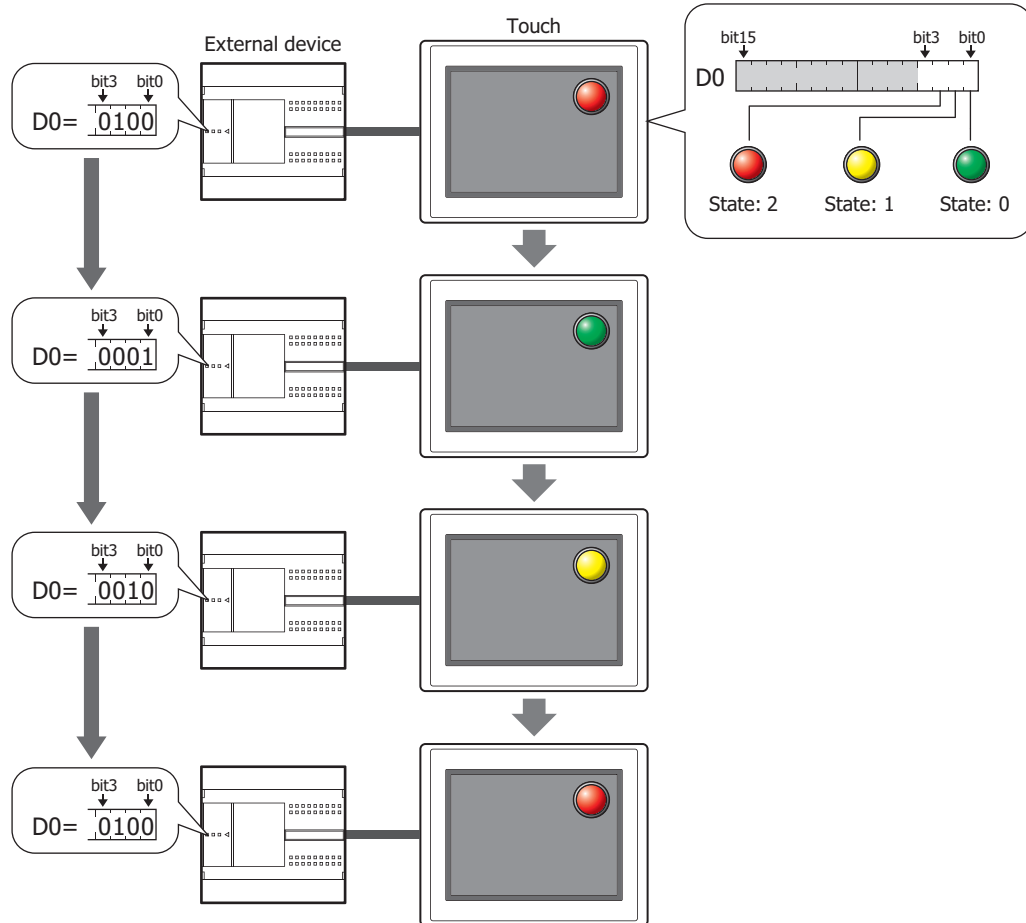 External device
Touch
bit3 bit0
D0= 0100
bit15 bit3 bit0
D0
State: 2 State: 1 State: 0
bit3 bit0
D0= 0001
bit3 bit0
D0= 0010
bit3 bit0
D0= 0100